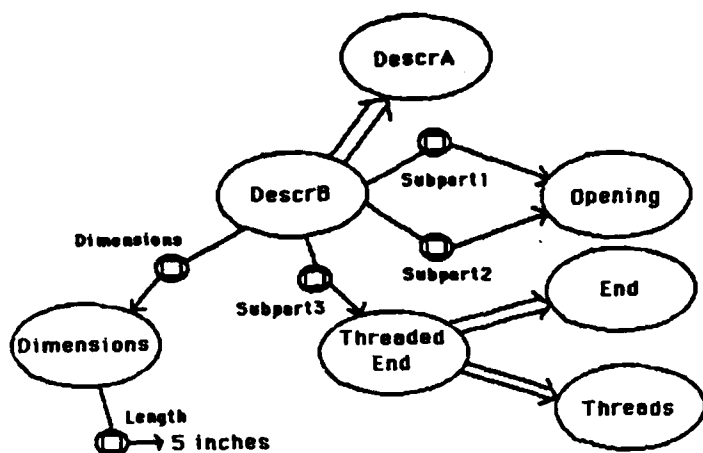 DescrA
Subpart1
DescrB
Opening
Dimensions
Subpart2
End
Subpart3
Dimensions
Threaded
End
Threads
Length
5 inches